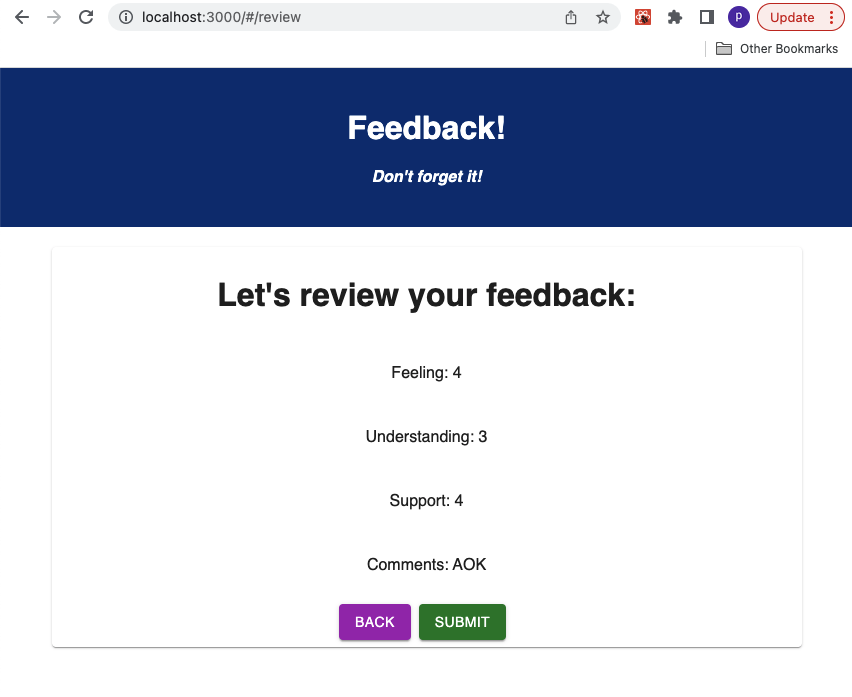 localhost:3000/#/review
p
Update
Other Bookmarks
Feedback!
Don't forget it!
Let's review your feedback:
Feeling: 4
Understanding: 3
Support: 4
Comments: AOK
BACK SUBMIT